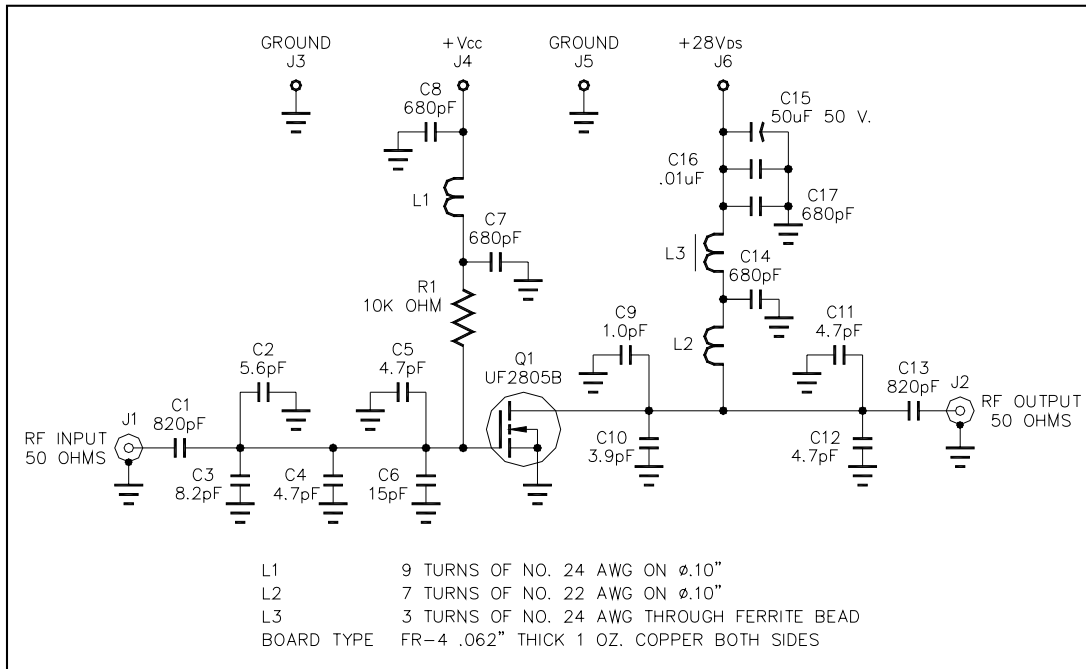 GROUND
J3
+Vcc
J4
GROUND
J5
+28VDS
J6
C8
680pF
C15
50uF 50 V.
C16
.01uF
C17
680pF
L1
C7
680pF
L3
C14
680pF
R1
10K OHM
C9
1.0pF
L2
C11
4.7pF
C2
5.6pF
C5
4.7pF
Q1
UF2805B
C13
820pF
J2
RF OUTPUT
50 OHMS
J1
C1
820pF
RF INPUT
50 OHMS
C10
3.9pF
C12
4.7pF
C3
8.2pF
C4
4.7pF
C6
15pF
L1 9 TURNS OF NO. 24 AWG ON ø.10"
L2 7 TURNS OF NO. 22 AWG ON ø.10"
L3 3 TURNS OF NO. 24 AWG THROUGH FERRITE BEAD
BOARD TYPE FR-4 .062" THICK 1 OZ. COPPER BOTH SIDES